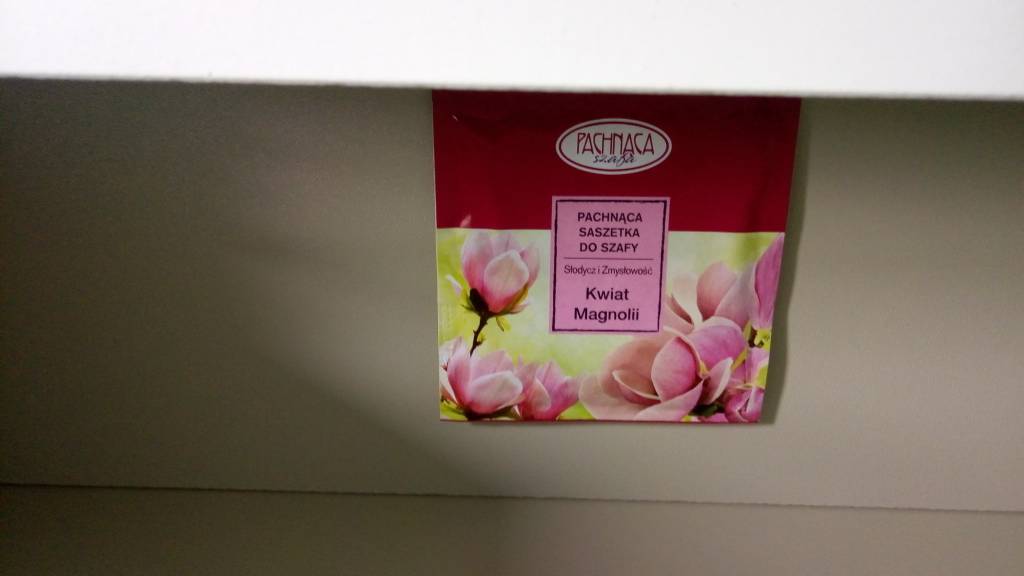 PACHNĄCA
szafa
PACHNĄCA
SASZETKA
DO SZAFY
Słodycz i Zmysłowość
Kwiat
Magnolii